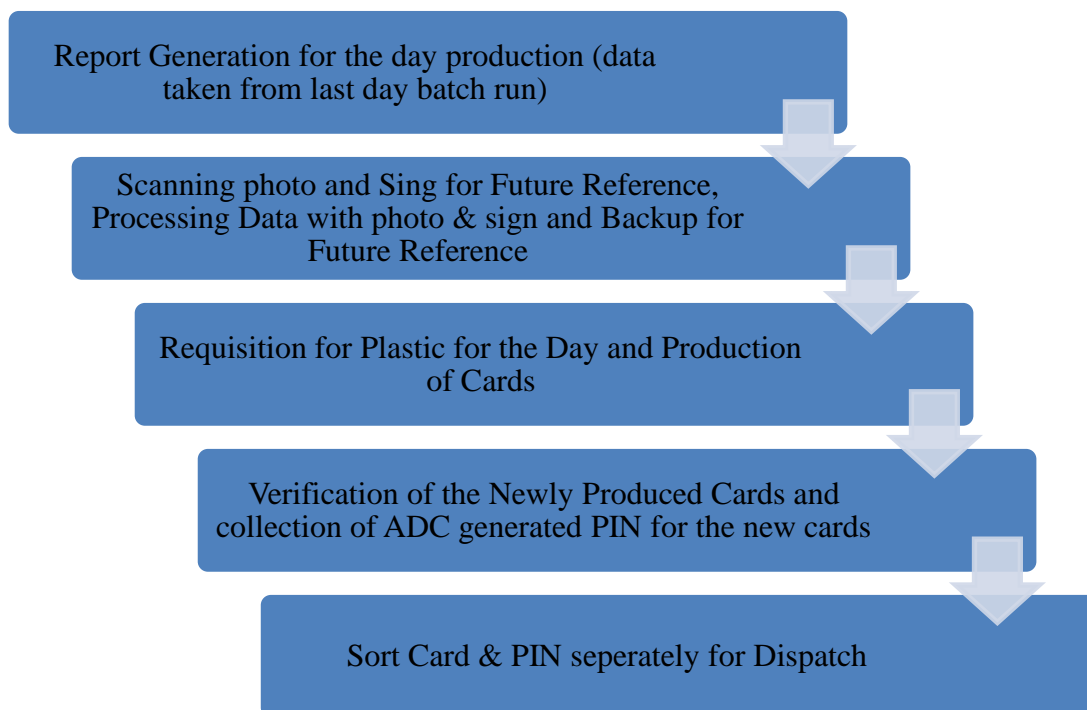 Report Generation for the day production (data
taken from last day batch run)
Scanning photo and Sing for Future Reference,
Processing Data with photo & sign and Backup for
Future Reference
Requisition for Plastic for the Day and Production
of Cards
Verification of the Newly Produced Cards and
collection of ADC generated PIN for the new cards
Sort Card & PIN seperately for Dispatch